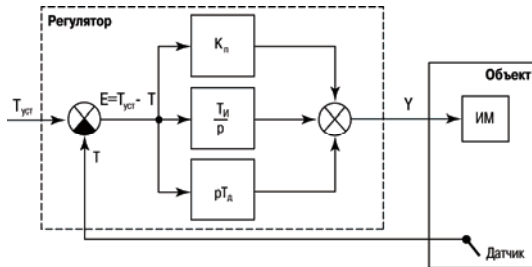 Регулятор
Kп
Объект
Tуст
E=Tуст- T
Tи
p
Y
ИМ
T
pTд
Датчик